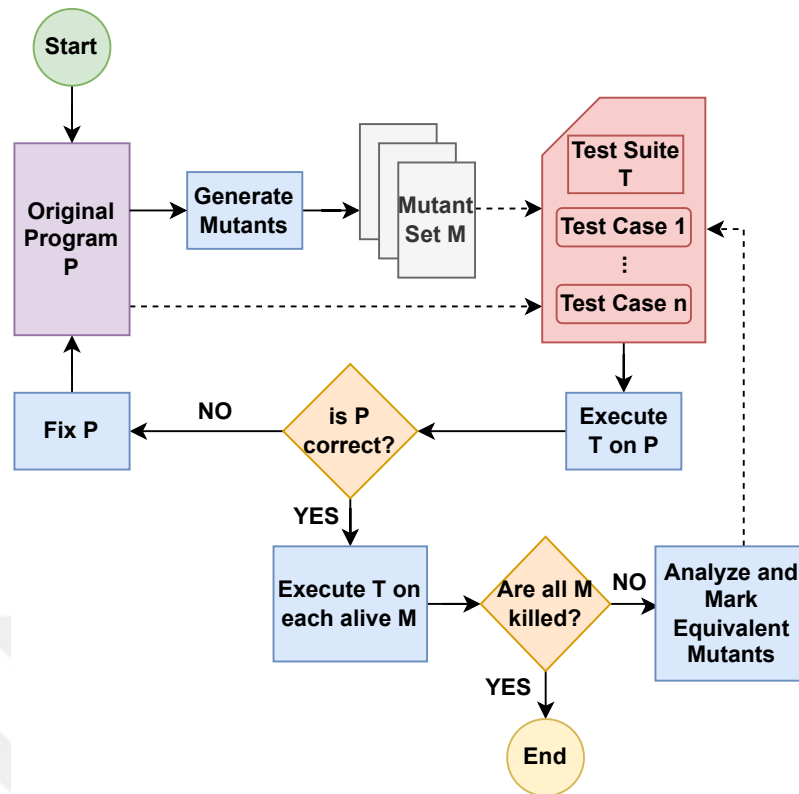 Start
Original
Program
P
Generate
Mutants
Mutant
Set M
Test Suite
T
Test Case 1
...
Test Case n
Fix P
NO
is P
correct?
Execute
T on P
YES
Execute T on
each alive M
Are all M
killed?
NO
Analyze and
Mark
Equivalent
Mutants
YES
End